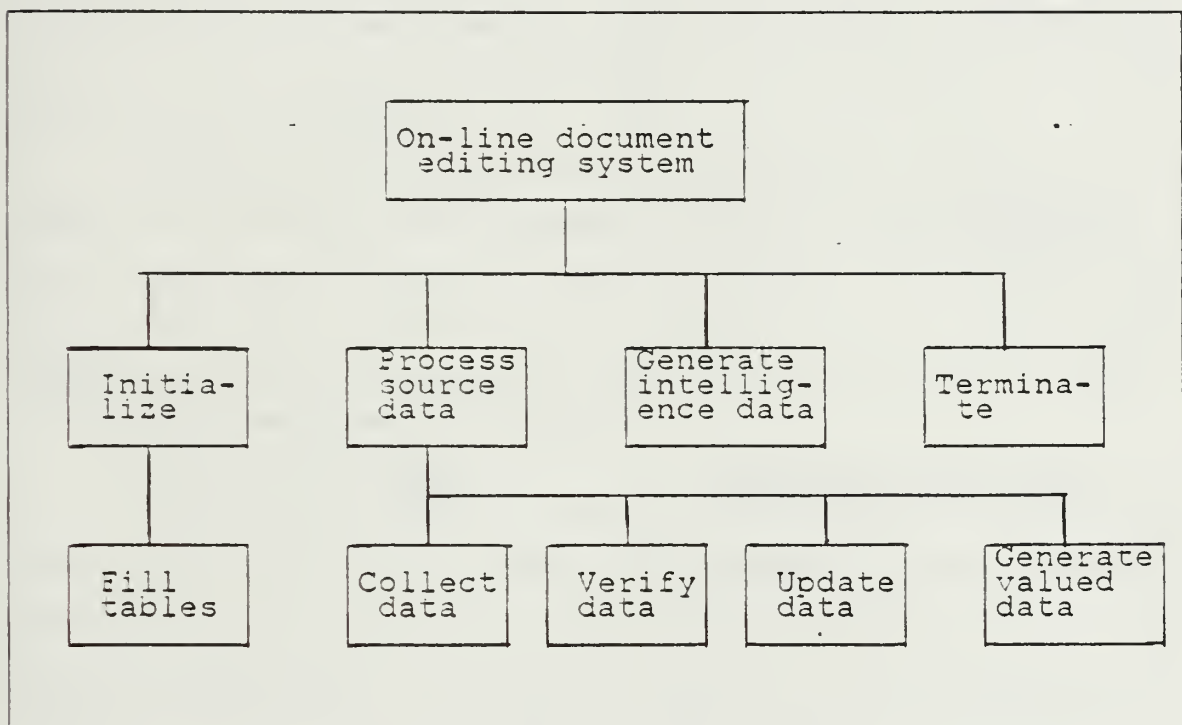 On-line document
editing system
Initia-
lize
Process
source
data
Generate
intellig-
ence data
Termina-
te
Fill
tables
Collect
data
Verify
data
Update
data
Generate
valued
data